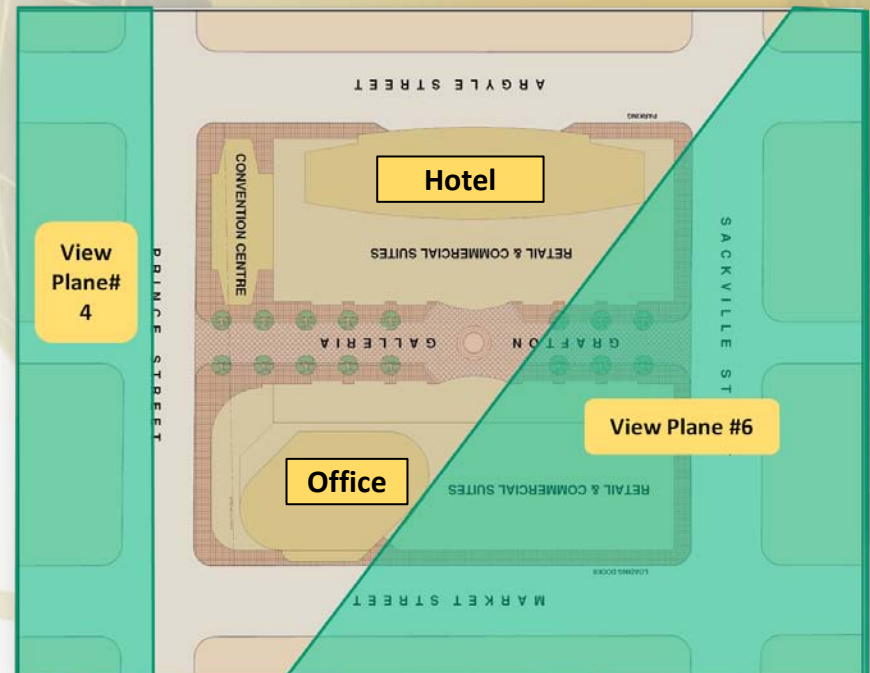 ARGYLE STREET
PARKING
CONVENTION CENTRE
Hotel
RETAIL & COMMERCIAL SUITES
View
Plane#
4
PRINCE STREET
SACKVILLE ST
GRAFTON GALLERIA
View Plane #6
Office
RETAIL & COMMERCIAL SUITES
LOADING DOCKS
MARKET STREET